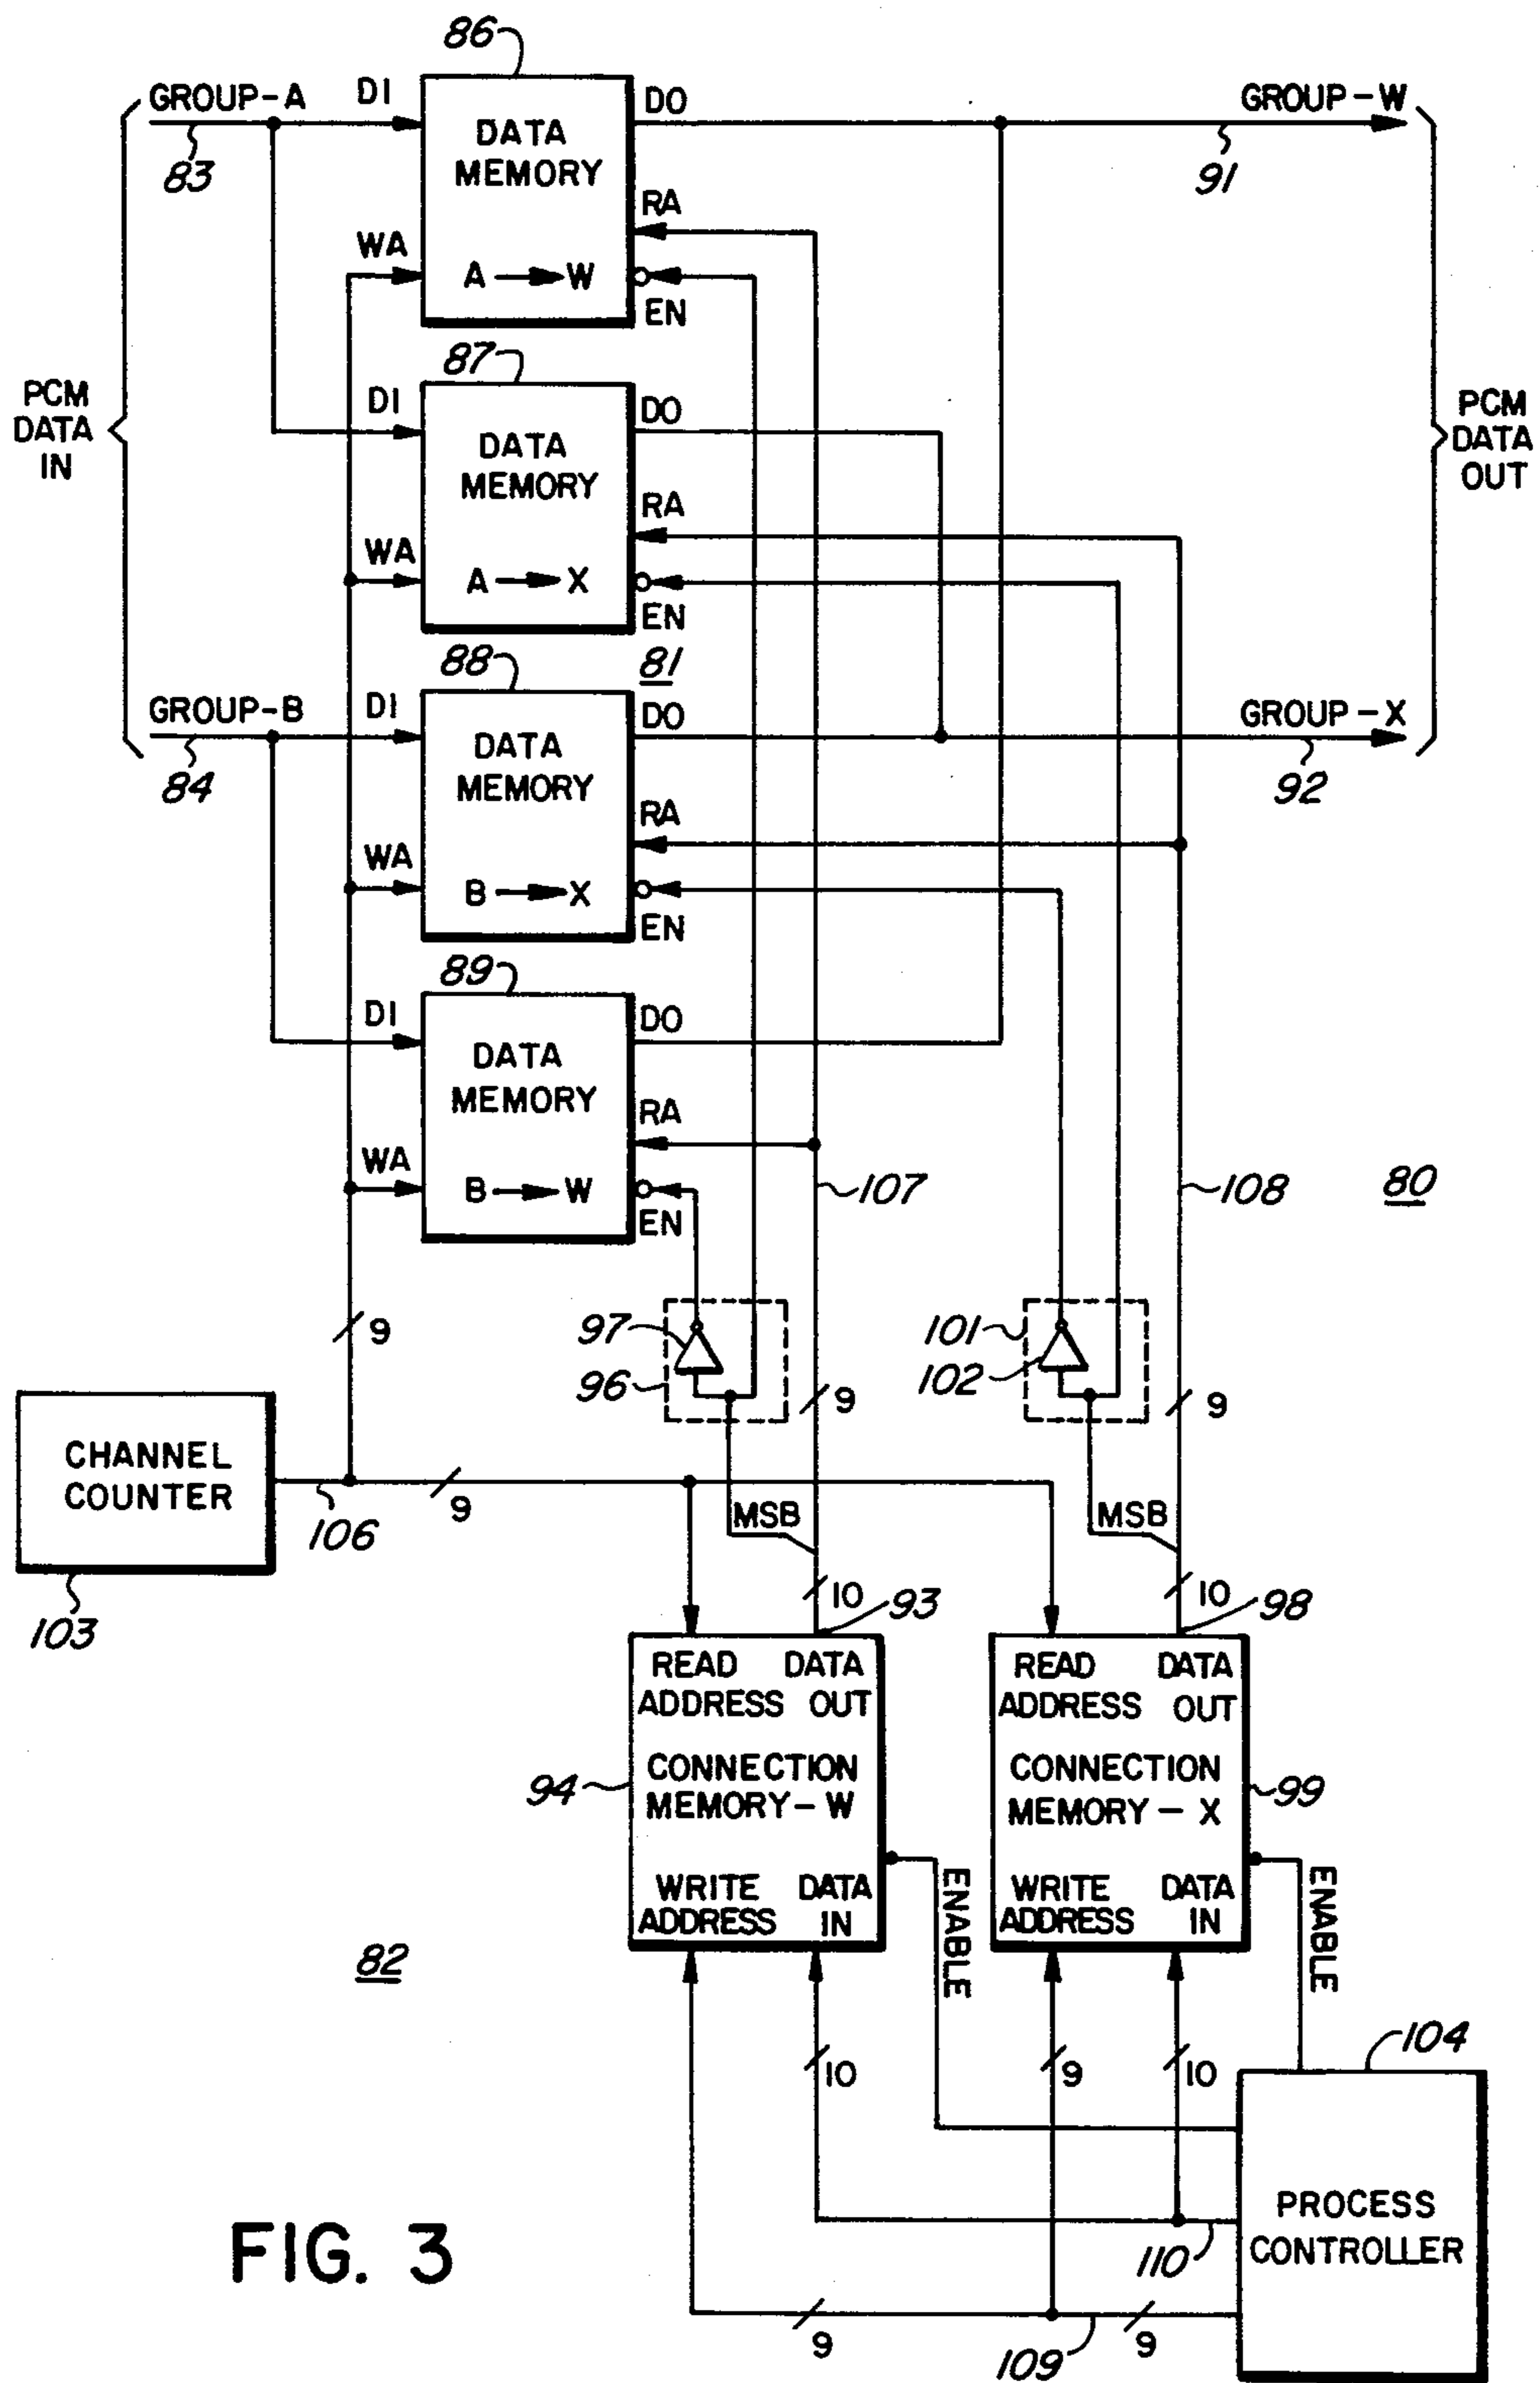 86
GROUP-A
DI
DO
GROUP-W
83
DATA
MEMORY
91
RA
WA
A → W
EN
87
PCM
DATA
IN
DI
DO
PCM
DATA
OUT
DATA
MEMORY
RA
WA
A → X
EN
88
81
GROUP-B
DI
DO
GROUP-X
84
DATA
MEMORY
92
RA
WA
B → X
EN
89
DI
DO
DATA
MEMORY
RA
WA
B → W
107
108
80
EN
9
97
101
96
102
9
9
CHANNEL
COUNTER
9
106
MSB
MSB
103
10
93
10
98
READ
ADDRESS
DATA
OUT
READ
ADDRESS
DATA
OUT
94
CONNECTION
MEMORY-W
CONNECTION
MEMORY-X
99
WRITE
ADDRESS
DATA
IN
ENABLE
WRITE
ADDRESS
DATA
IN
ENABLE
82
104
10
9
10
PROCESS
CONTROLLER
110
FIG. 3
9
109
9